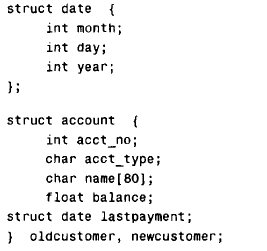 struct date  {
     int month;
     int day;
     int year;
};

struct account  {
     int acct_no;
     char acct_type;
     char name[80];
     float balance;
struct date lastpayment;
}  oldcustomer, newcustomer;